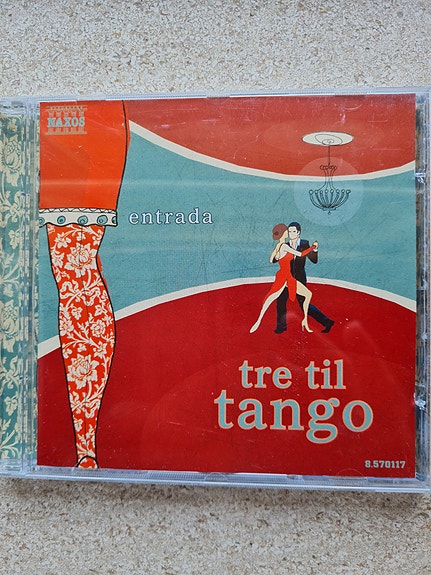 NAXOS
entrada
tre til
tango
8.570117